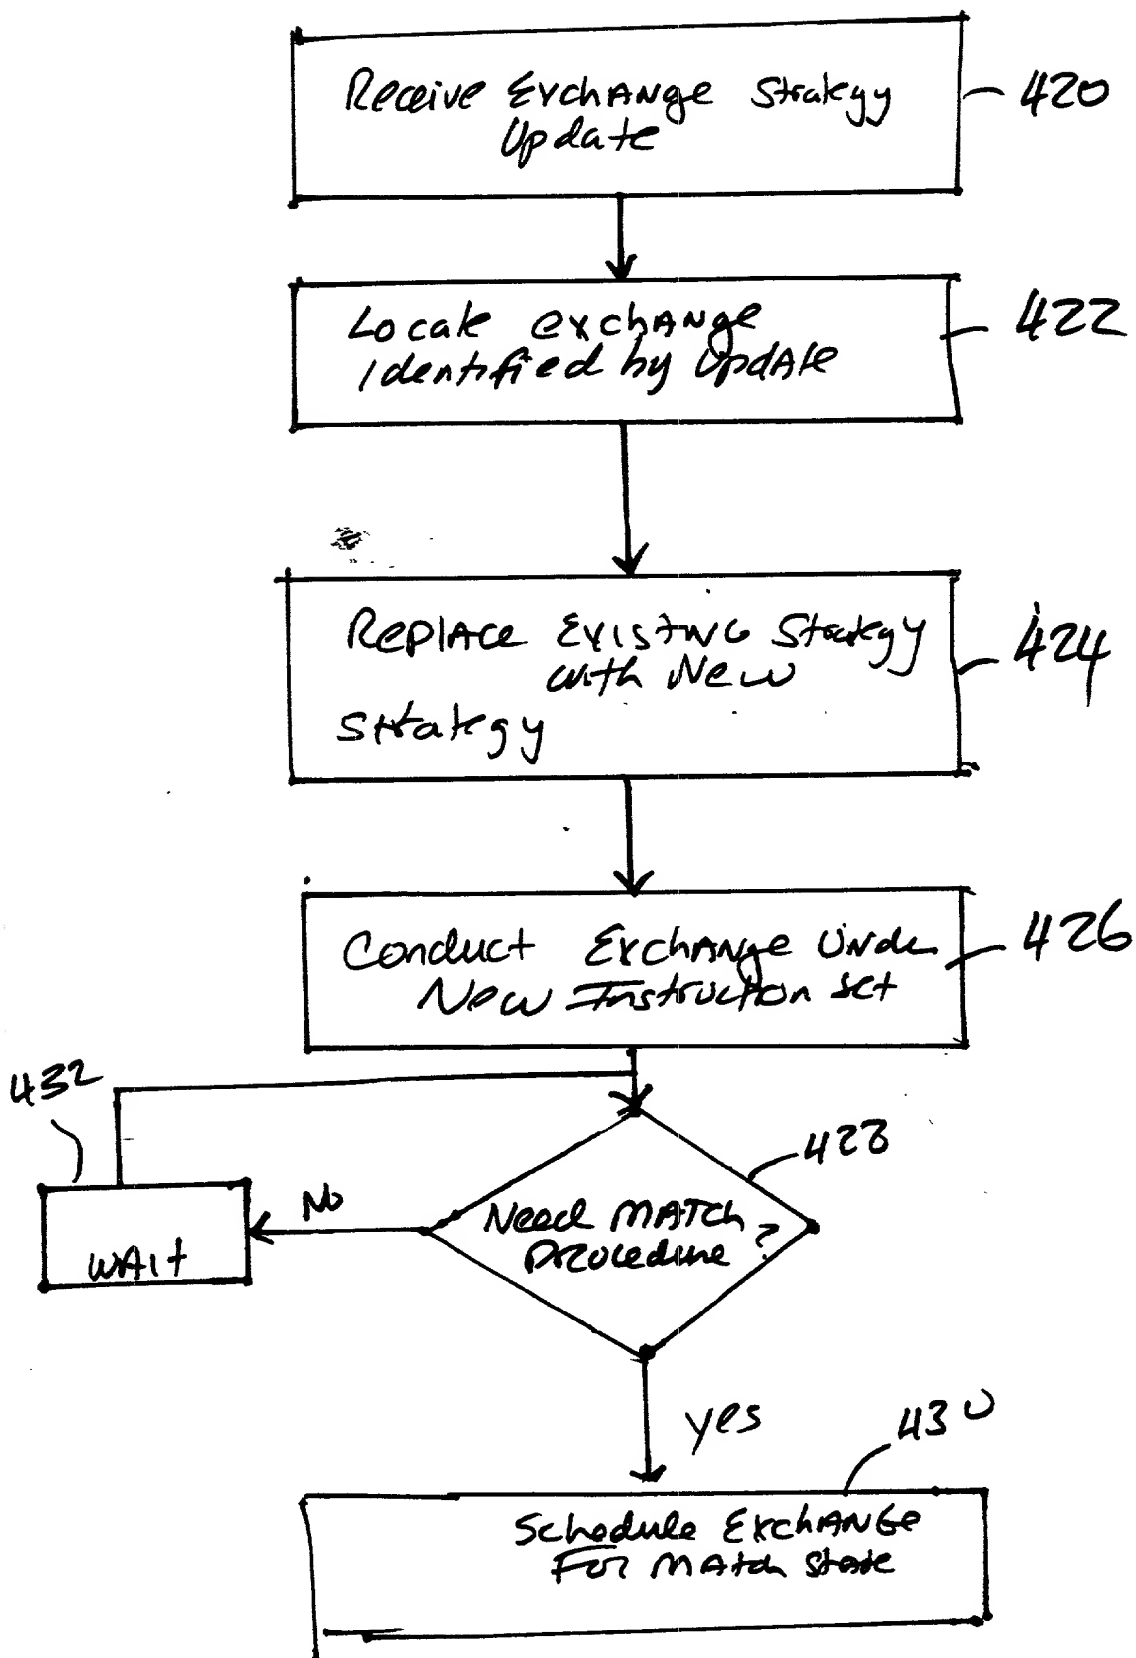 Receive Exchange Strategy
Update
420
Locate exchange
Identified by Update
422
Replace Existing Strategy
with New
Strategy
424
Conduct Exchange Under
New Instruction set
426
432
428
Need Match
Procedure ?
No
Wait
yes
430
Schedule Exchange
For Match State